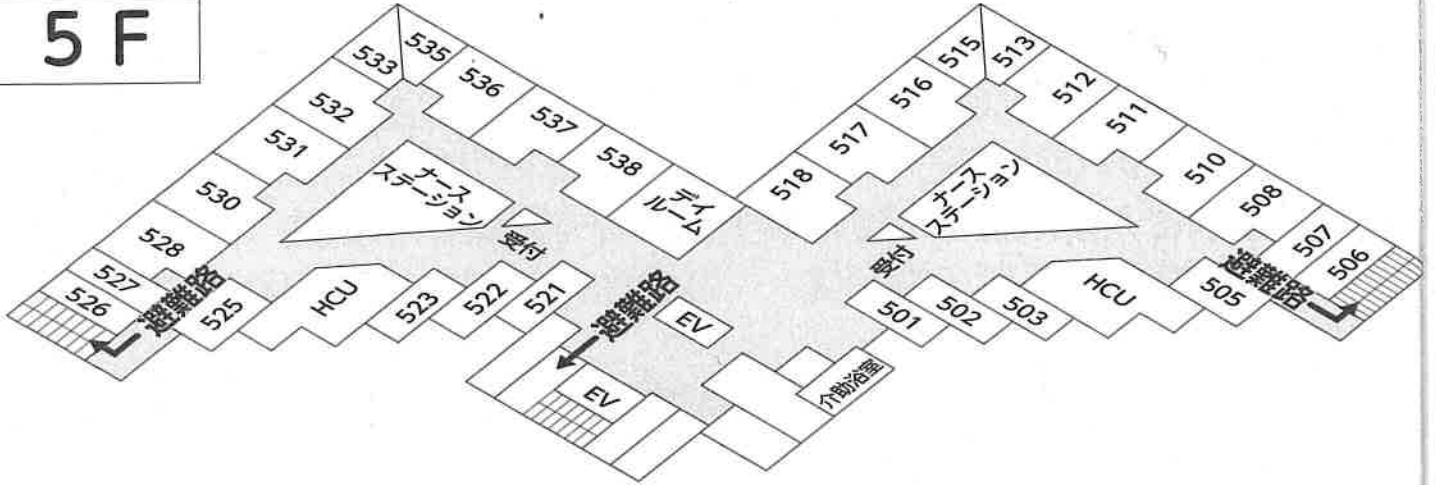 5F
533
535
536
537
538
デイ
ルーム
532
531
530
528
527
526
避難路
525
HCU
523
522
521
ナース
ステーション
受付
避難路
EV
EV
515
513
512
511
510
508
507
506
516
517
518
ナース
ステーション
受付
501
502
503
HCU
505
避難路
介助浴室